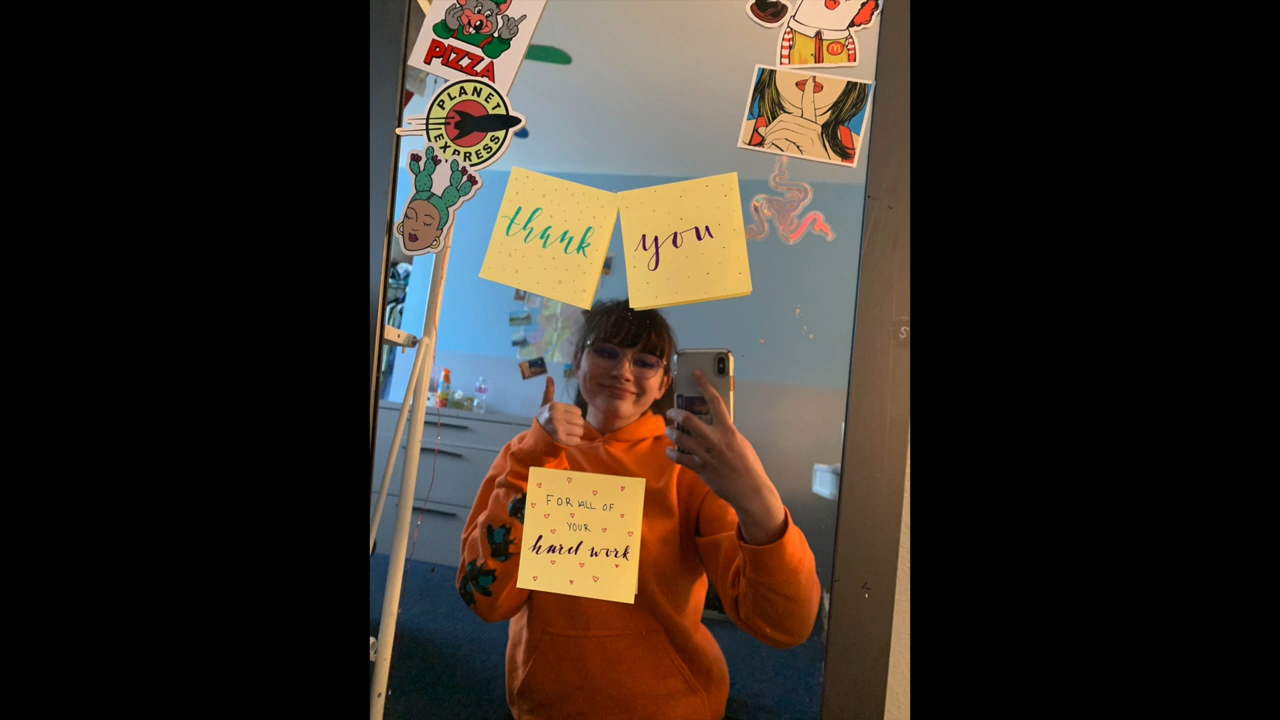 PIZZA
PLANET
EXPRESS
thank
you
FOR ALL OF
YOUR
hard work